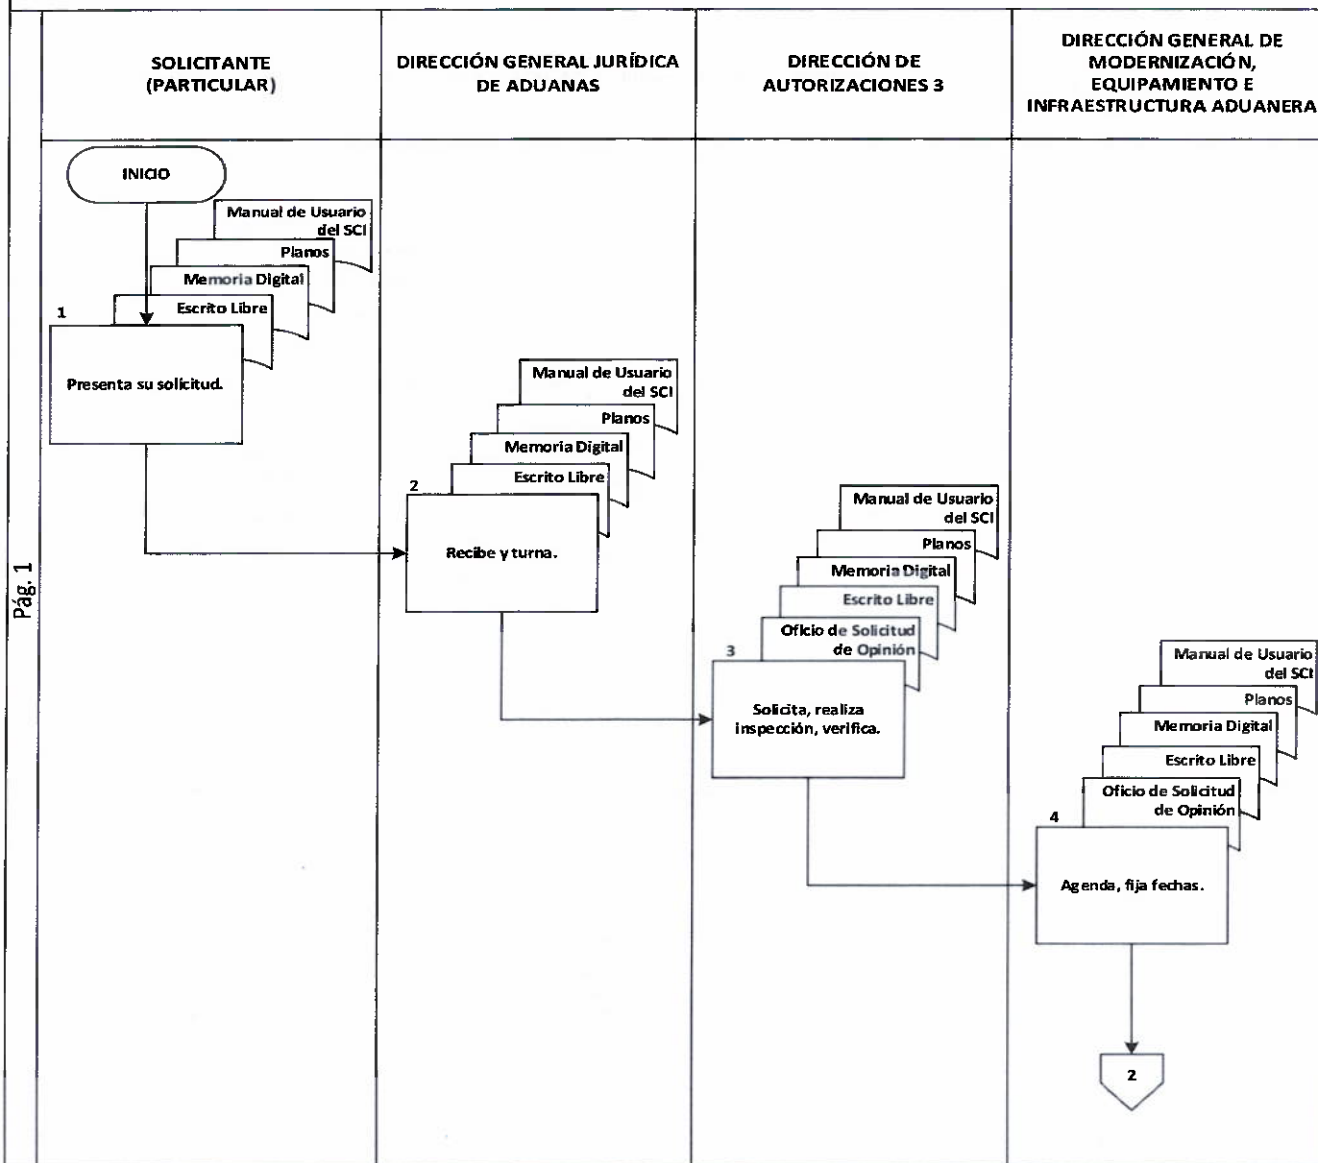 SOLICITANTE
(PARTICULAR)
DIRECCIÓN GENERAL JURÍDICA
DE ADUANAS
DIRECCIÓN DE
AUTORIZACIONES 3
DIRECCIÓN GENERAL DE
MODERNIZACIÓN,
EQUIPAMIENTO E
INFRAESTRUCTURA ADUANERA
Pág. 1
INICIO
Manual de Usuario
del SCI
Planos
Memoria Digital
Escrito Libre
1
Presenta su solicitud.
Manual de Usuario
del SCI
Planos
Memoria Digital
Escrito Libre
2
Recibe y turna.
Manual de Usuario
del SCI
Planos
Memoria Digital
Escrito Libre
Oficio de Solicitud
de Opinión
3
Solicita, realiza
inspección, verifica.
Manual de Usuario
del SCI
Planos
Memoria Digital
Escrito Libre
Oficio de Solicitud
de Opinión
4
Agenda, fija fechas.
2